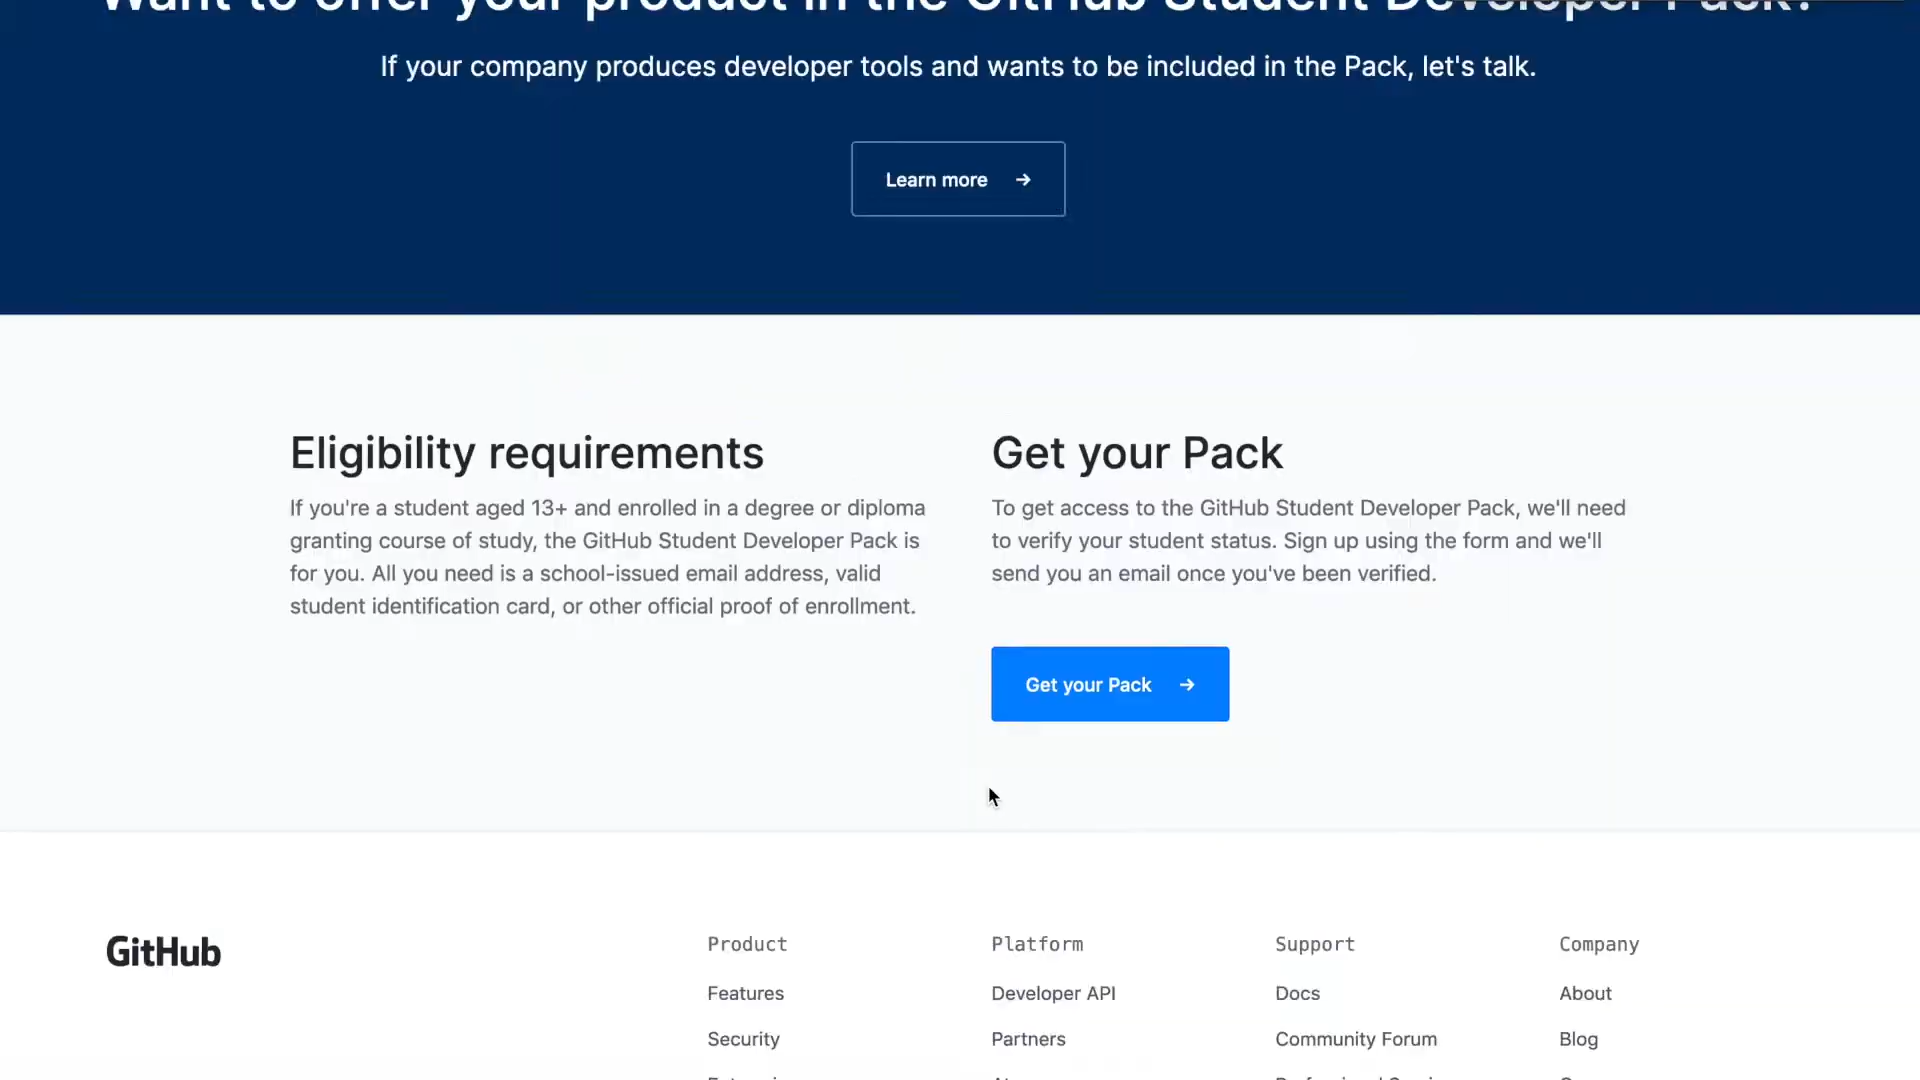 Want to offer your product in the GitHub Student Developer Pack?
If your company produces developer tools and wants to be included in the Pack, let's talk.
Learn more →
Eligibility requirements
If you're a student aged 13+ and enrolled in a degree or diploma
granting course of study, the GitHub Student Developer Pack is
for you. All you need is a school-issued email address, valid
student identification card, or other official proof of enrollment.
Get your Pack
To get access to the GitHub Student Developer Pack, we'll need
to verify your student status. Sign up using the form and we'll
send you an email once you've been verified.
Get your Pack →
GitHub
Product
Features
Security
Platform
Developer API
Partners
Support
Docs
Community Forum
Company
About
Blog